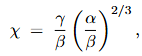 χ = γ/β (α/β)^{2/3},